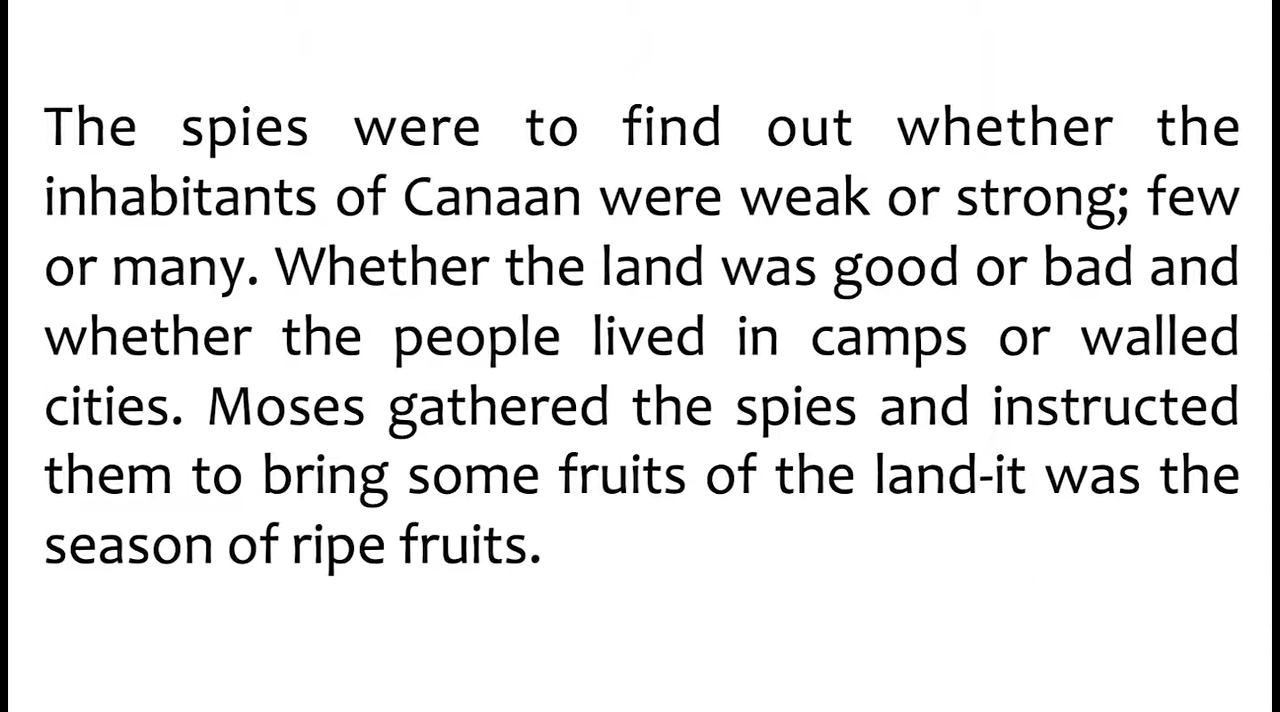 The spies were to find out whether the
inhabitants of Canaan were weak or strong; few
or many. Whether the land was good or bad and
whether the people lived in camps or walled
cities. Moses gathered the spies and instructed
them to bring some fruits of the land-it was the
season of ripe fruits.